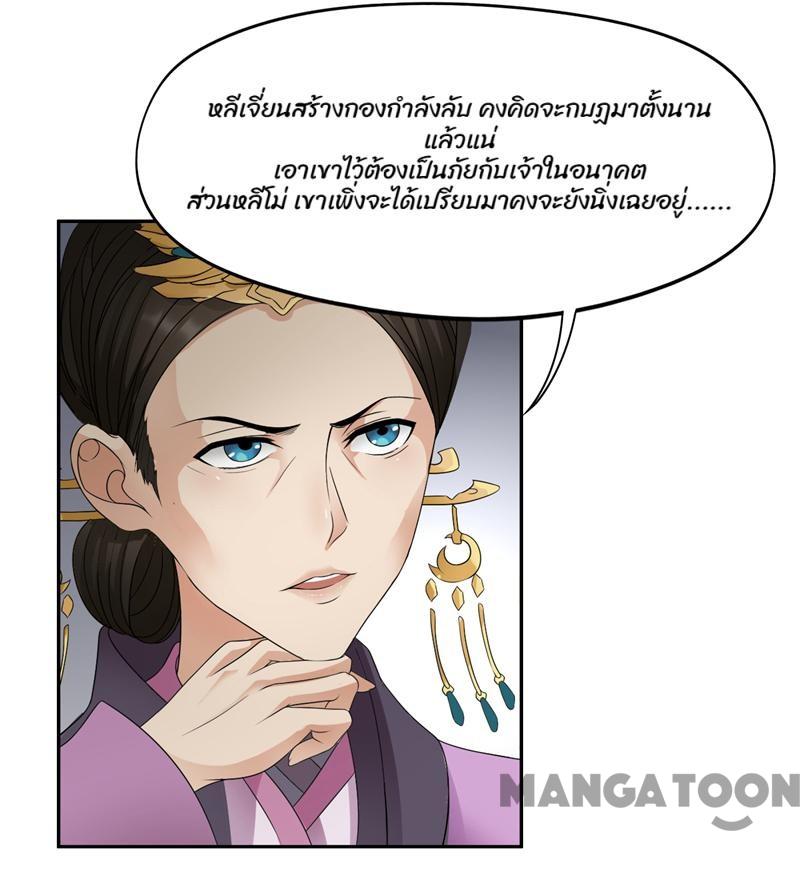 หลีเจี่ยนสร้างกองกำลังลับ คงคิดจะกบฏมาตั้งนาน
แล้วแน่
เอาเขาไว้ต้องเป็นภัยกับเจ้าในอนาคต
ส่วนหลีโม่ เขาเพิ่งจะได้เปรียบมาคงจะยังนิ่งเฉยอยู่......
MANGATOON